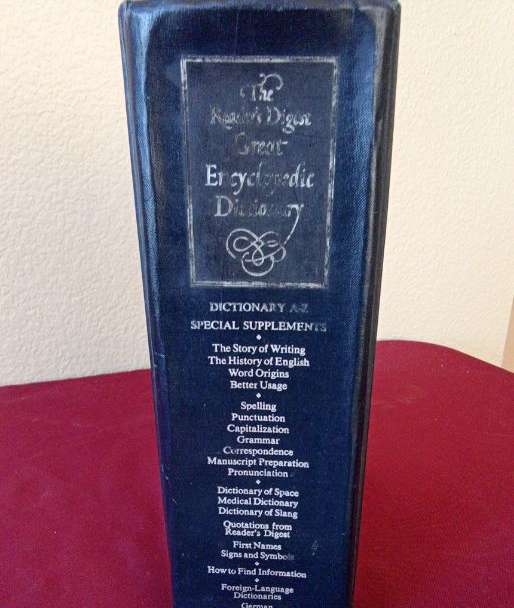 The
Reader's Digest
Great
Encyclopedic
Dictionary
DICTIONARY A-Z
SPECIAL SUPPLEMENTS
The Story of Writing
The History of English
Word Origins
Better Usage
Spelling
Punctuation
Capitalization
Grammar
Correspondence
Manuscript Preparation
Pronunciation
Dictionary of Space
Medical Dictionary
Dictionary of Slang
Quotations from
Reader's Digest
First Names
Signs and Symbols
How to Find Information
Foreign-Language
Dictionaries
German